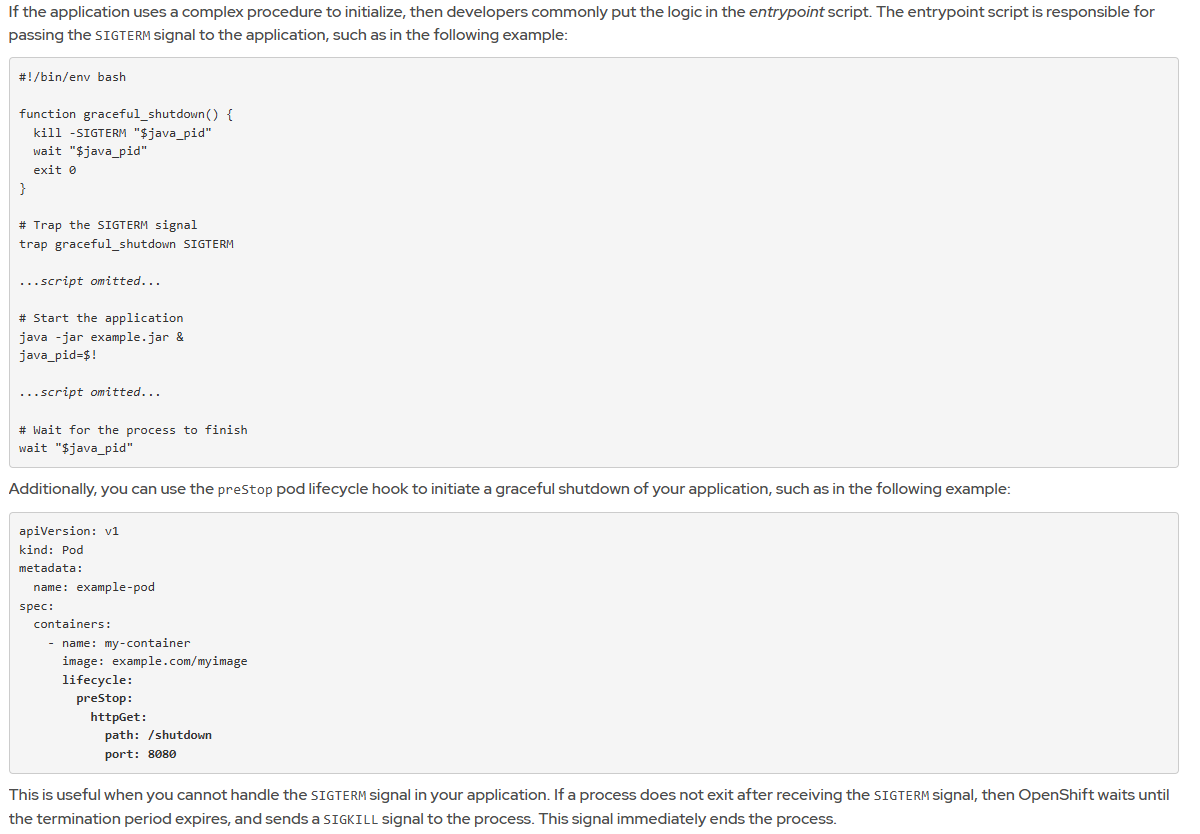 If the application uses a complex procedure to initialize, then developers commonly put the logic in the entrypoint script. The entrypoint script is responsible for
passing the SIGTERM signal to the application, such as in the following example:
#!/bin/env bash
function graceful_shutdown() {
  kill -SIGTERM "$java_pid"
  wait "$java_pid"
  exit 0
}
# Trap the SIGTERM signal
trap graceful_shutdown SIGTERM
...script omitted...
# Start the application
java -jar example.jar &
java_pid=$!
...script omitted...
# Wait for the process to finish
wait "$java_pid"
Additionally, you can use the preStop pod lifecycle hook to initiate a graceful shutdown of your application, such as in the following example:
apiVersion: v1
kind: Pod
metadata:
  name: example-pod
spec:
  containers:
    - name: my-container
      image: example.com/myimage
      lifecycle:
        preStop:
          httpGet:
            path: /shutdown
            port: 8080
This is useful when you cannot handle the SIGTERM signal in your application. If a process does not exit after receiving the SIGTERM signal, then OpenShift waits until
the termination period expires, and sends a SIGKILL signal to the process. This signal immediately ends the process.